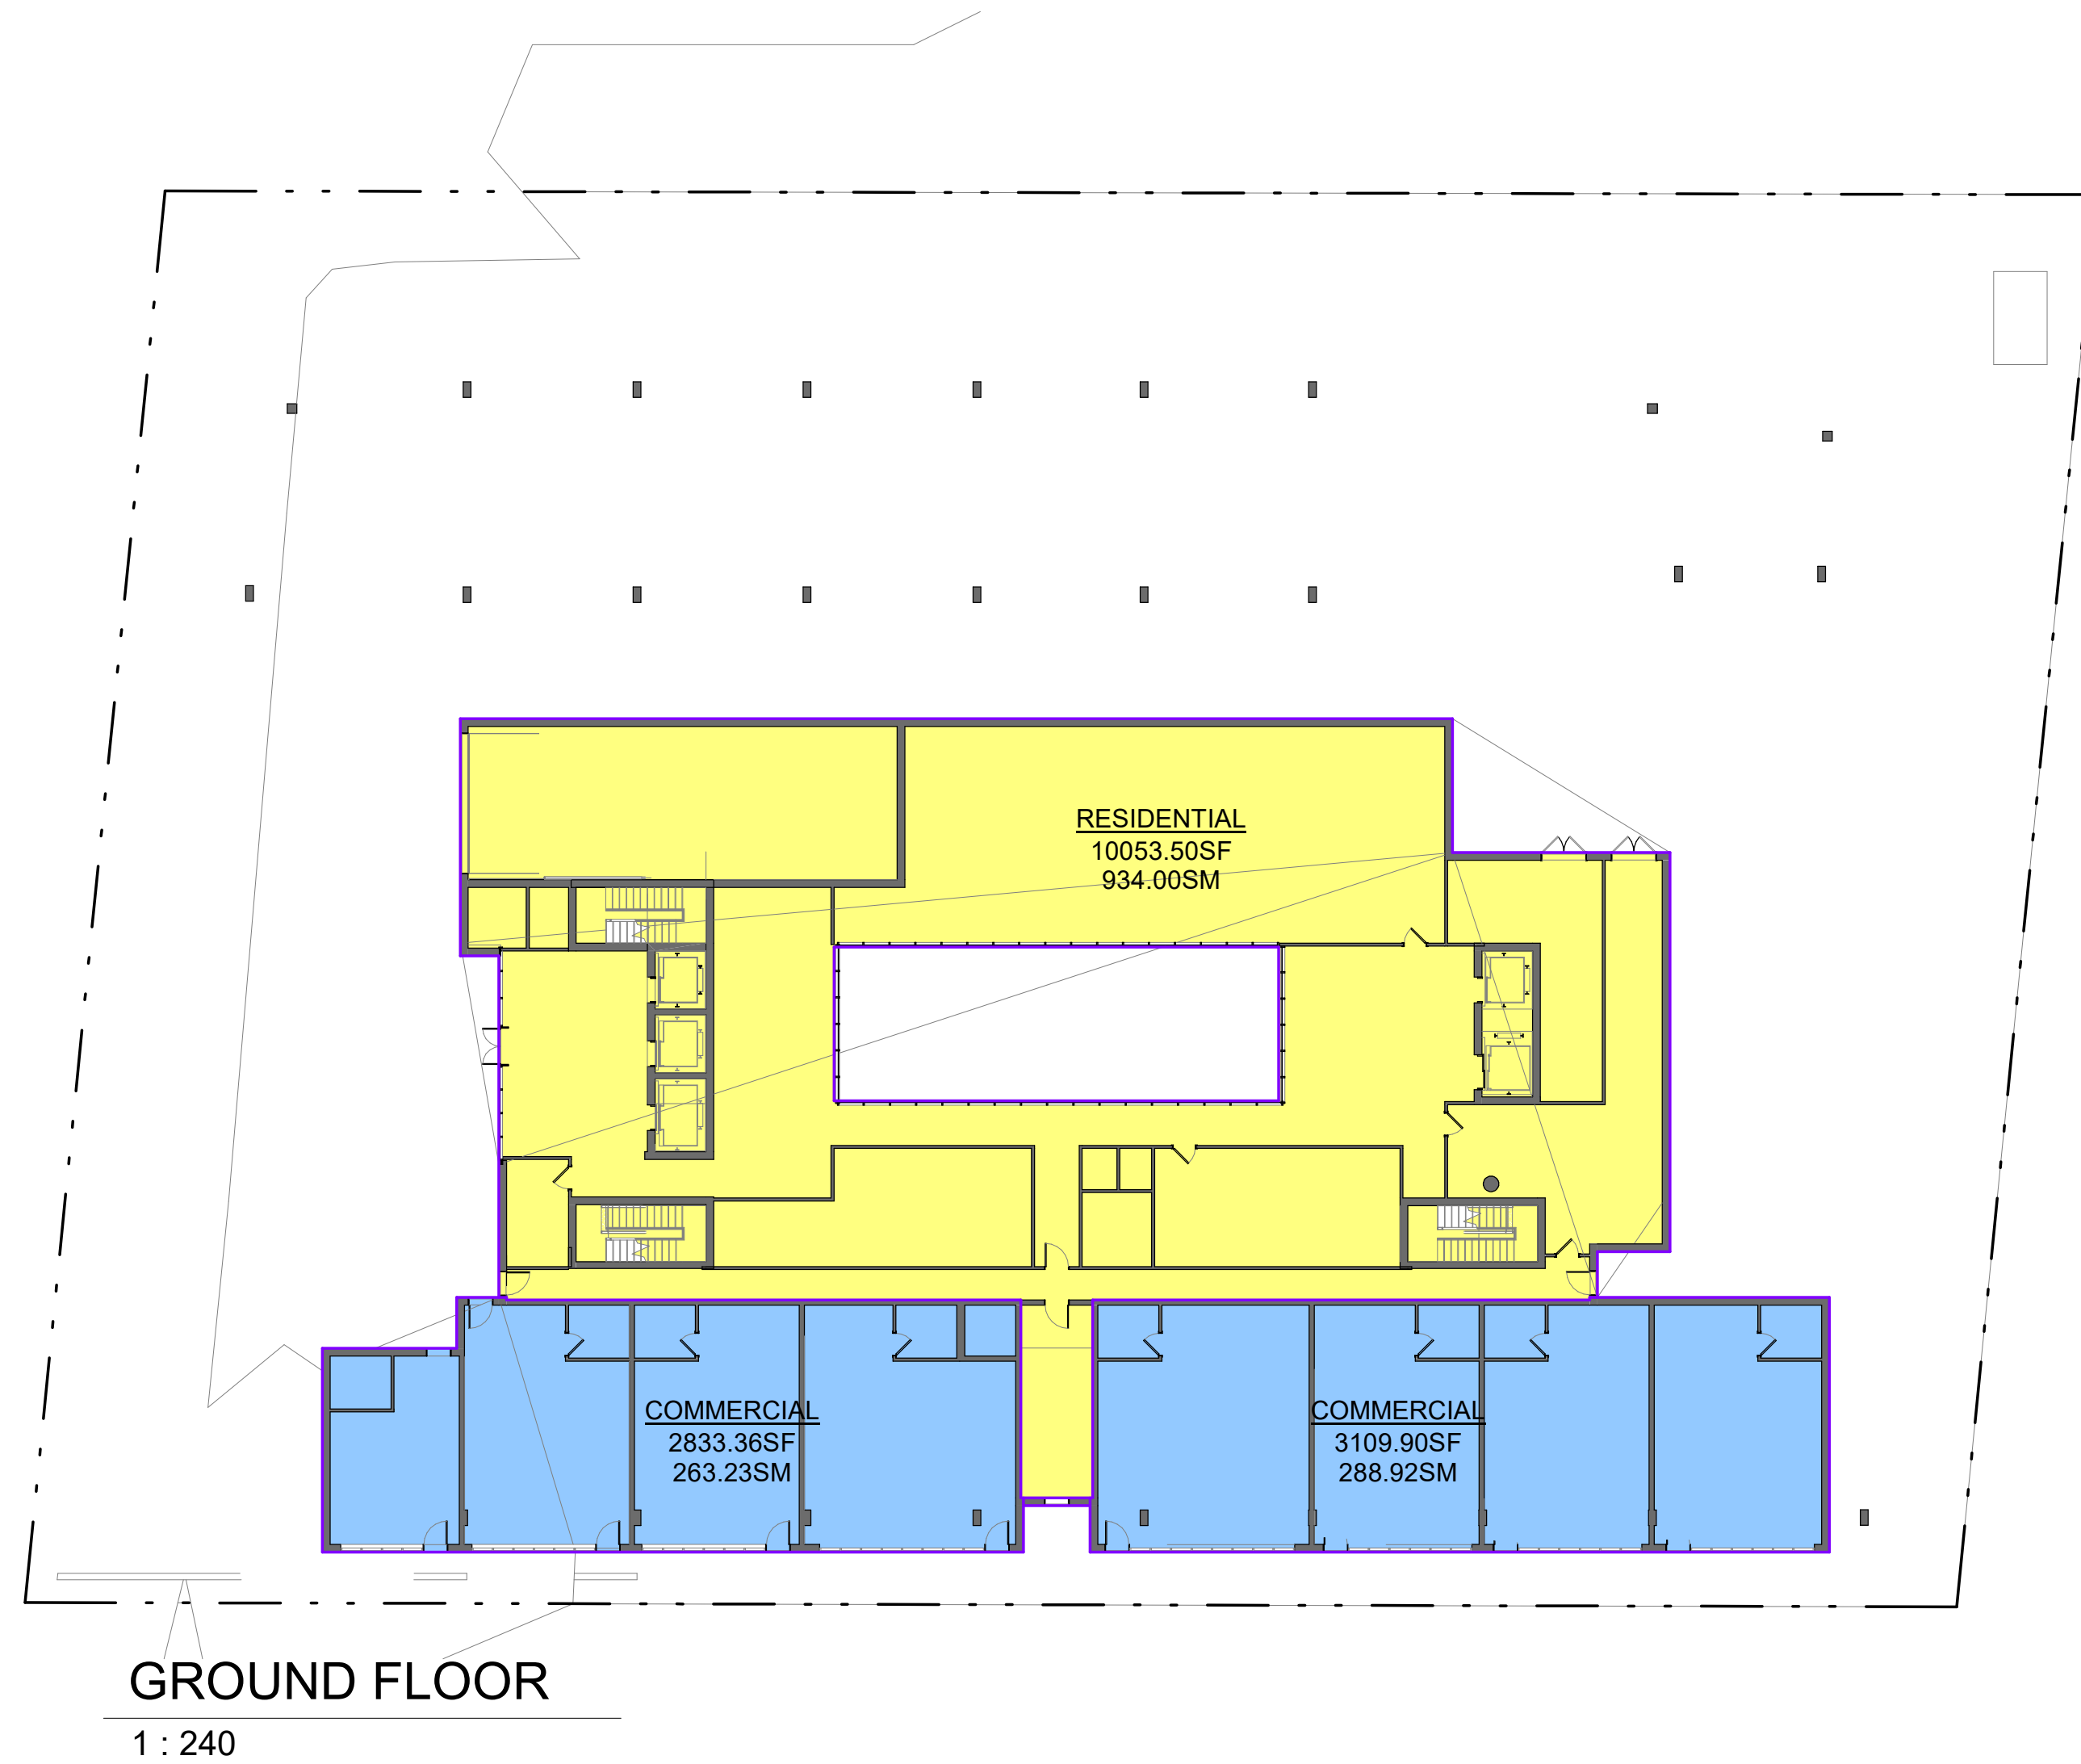 RESIDENTIAL
10053.50SF
934.00SM
COMMERCIAL
2833.36SF
263.23SM
COMMERCIAL
3109.90SF
288.92SM
GROUND FLOOR
1 : 240